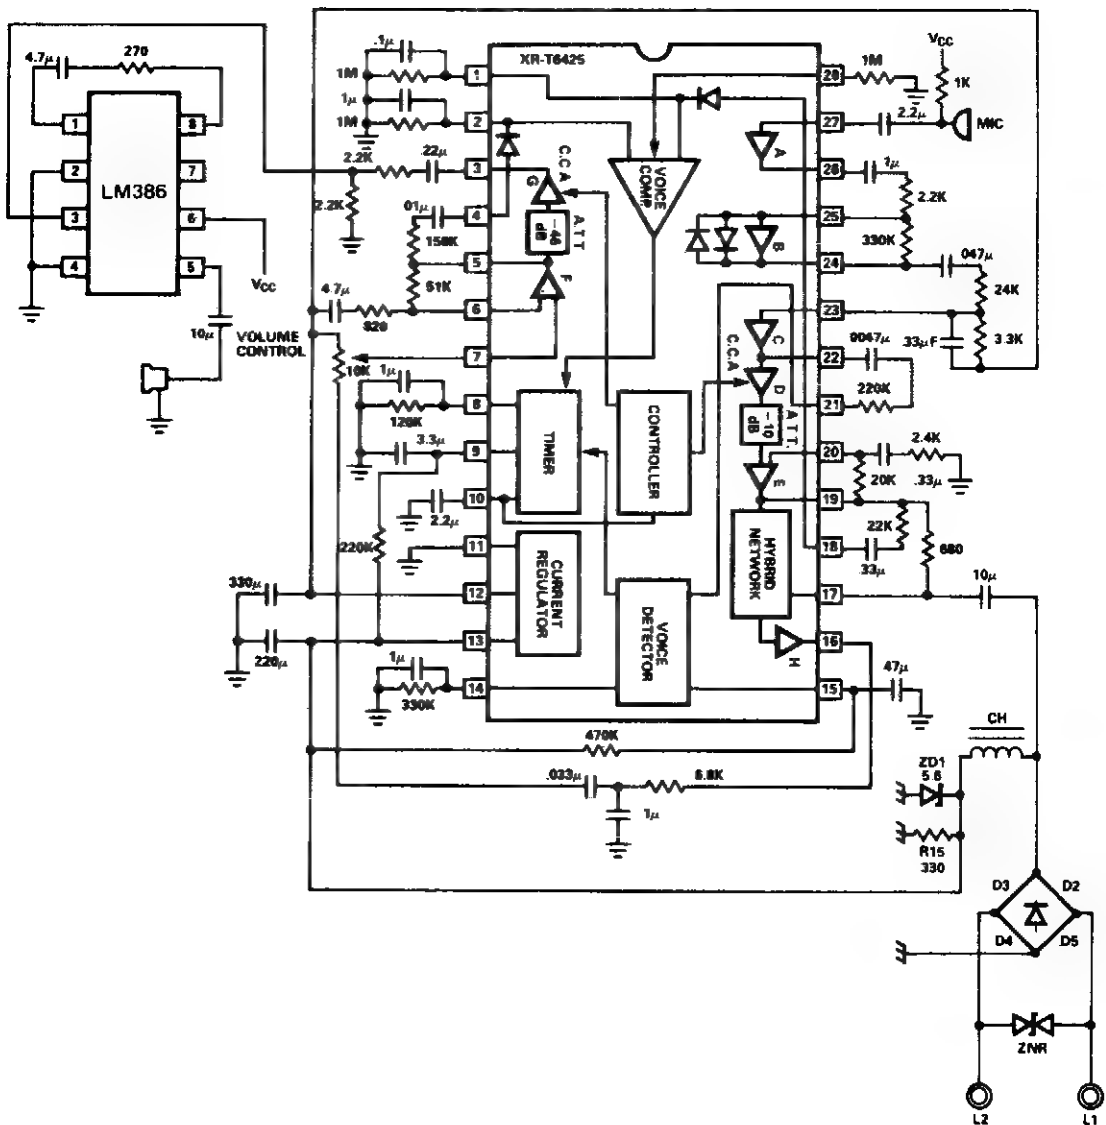 XR-T6425
4.7μ
270
1
8
2
7
3
6
4
5
LM386
VCC
10μ
VOLUME
CONTROL
.1μ
1M
1μ
1M
2.2K
.22μ
2.2K
01μ
150K
51K
4.7μ
820
10K
1μ
120K
3.3μ
2.2μ
220K
330μ
220μ
1μ
330K
1
2
3
4
5
6
7
8
9
10
11
12
13
14
C.C.A
G
-46
dB
A.T.T
F
VOICE
COMP.
A
B
C
C.C.A
D
-10
dB
A.T.T.
E
TIMER
CONTROLLER
CURRENT
REGULATOR
VOICE
DETECTOR
HYBRID
NETWORK
H
28
27
26
25
24
23
22
21
20
19
18
17
16
15
1M
VCC
1K
2.2μ
MIC
1μ
2.2K
330K
047μ
24K
.33μF
3.3K
0047μ
220K
2.4K
20K
.33μ
22K
.33μ
680
10μ
47μ
470K
.033μ
1μ
CH
ZD1
5.6
R15
330
D3
D2
D4
D5
ZNR
L2
L1